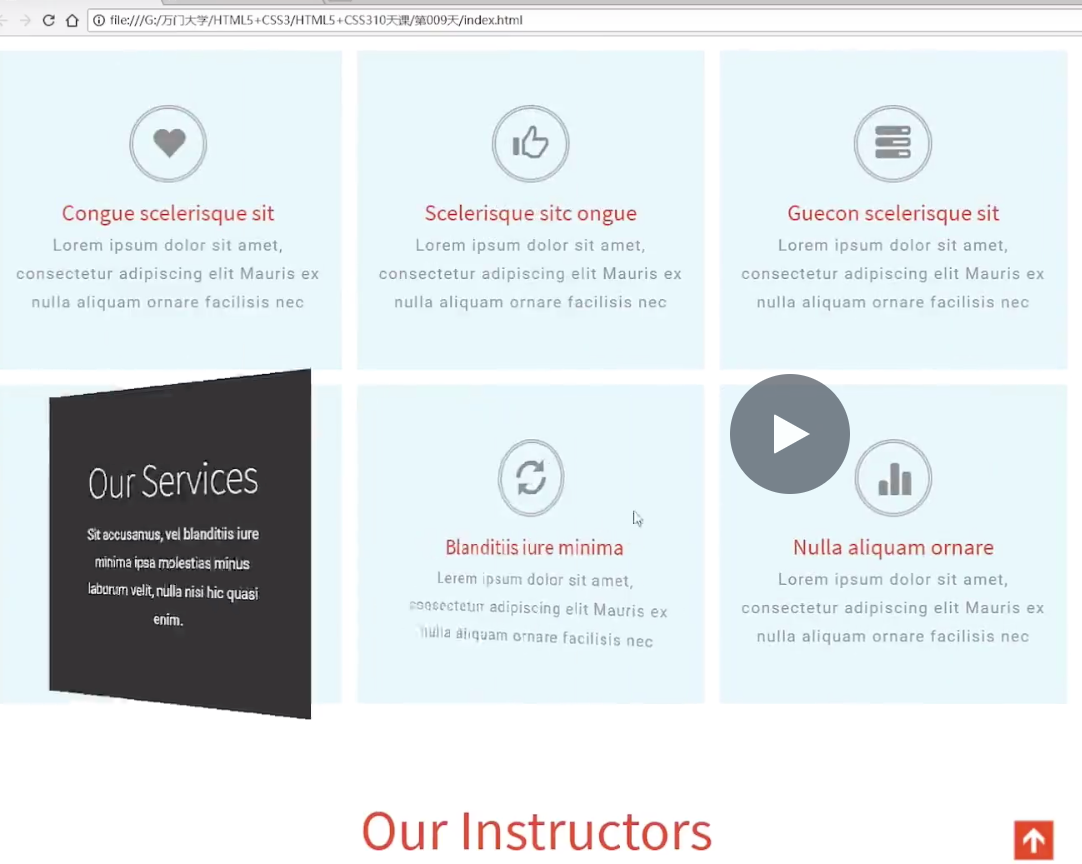 file:///G:/万门大学/HTML5+CSS3/HTML5+CSS310天课/第009天/index.html
Congue scelerisque sit
Lorem ipsum dolor sit amet,
consectetur adipiscing elit Mauris ex
nulla aliquam ornare facilisis nec
Scelerisque sitc ongue
Lorem ipsum dolor sit amet,
consectetur adipiscing elit Mauris ex
nulla aliquam ornare facilisis nec
Guecon scelerisque sit
Lorem ipsum dolor sit amet,
consectetur adipiscing elit Mauris ex
nulla aliquam ornare facilisis nec
Our Services
Sit accusamus, vel blanditiis iure
minima ipsa molestias minus
laborum velit, nulla nisi hic quasi
enim.
Blanditiis iure minima
Lorem ipsum dolor sit amet,
consectetur adipiscing elit Mauris ex
nulla aliquam ornare facilisis nec
Nulla aliquam ornare
Lorem ipsum dolor sit amet,
consectetur adipiscing elit Mauris ex
nulla aliquam ornare facilisis nec
Our Instructors